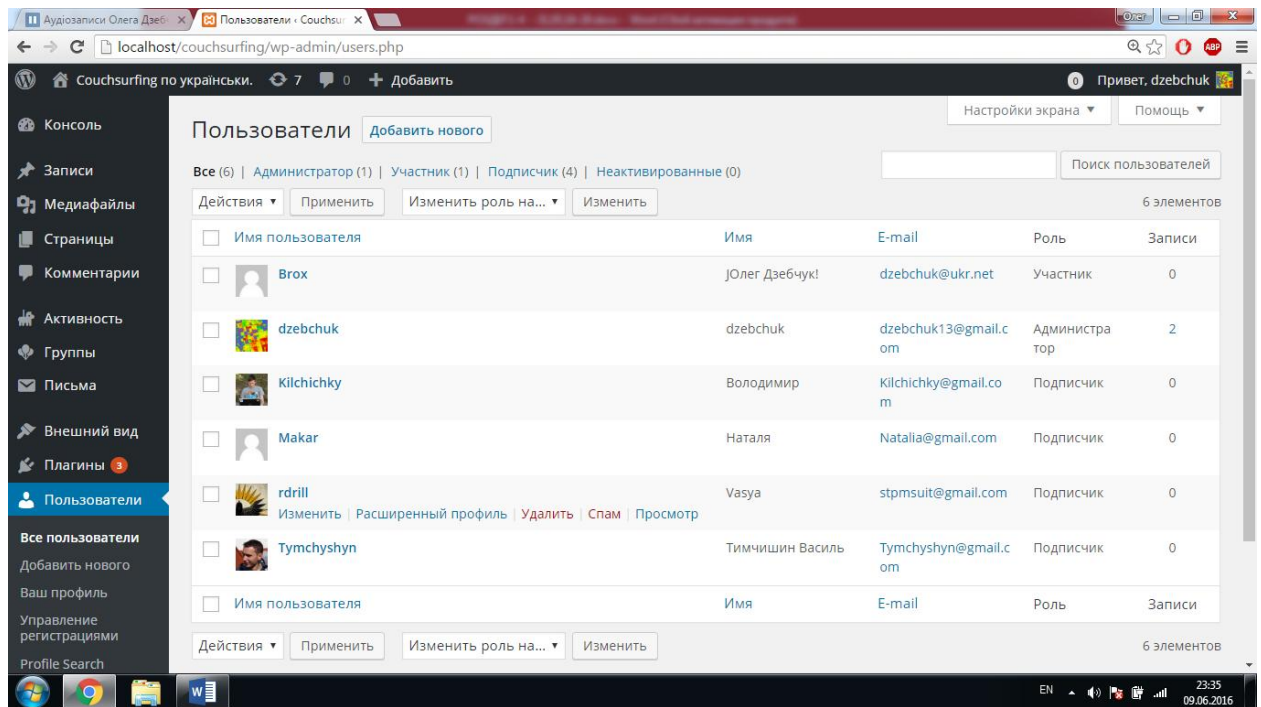 Аудіозаписи Олега Дзеб
Пользователи ‹ Couchsur
Олег
localhost/couchsurfing/wp-admin/users.php
ABP
Couchsurfing по українськи. 7 0 + Добавить
0 Привет, dzebchuk
Консоль
Записи
Медиафайлы
Страницы
Комментарии
Активность
Группы
Письма
Внешний вид
Плагины 3
Пользователи
Все пользователи
Добавить нового
Ваш профиль
Управление
регистрациями
Profile Search
Настройки экрана ▼ Помощь ▼
Пользователи Добавить нового
Все (6) | Администратор (1) | Участник (1) | Подписчик (4) | Неактивированные (0)
Поиск пользователей
Действия ▼ Применить Изменить роль на... ▼ Изменить 6 элементов
Имя пользователя Имя E-mail Роль Записи
Brox JОлег Дзебчук! dzebchuk@ukr.net Участник 0
dzebchuk dzebchuk dzebchuk13@gmail.c Администра 2
om тор
Kilchichky Володимир Kilchichky@gmail.co Подписчик 0
m
Makar Наталя Natalia@gmail.com Подписчик 0
rdrill Vasya stpmsuit@gmail.com Подписчик 0
Изменить | Расширенный профиль | Удалить | Спам | Просмотр
Tymchyshyn Тимчишин Василь Tymchyshyn@gmail.c Подписчик 0
om
Имя пользователя Имя E-mail Роль Записи
Действия ▼ Применить Изменить роль на... ▼ Изменить 6 элементов
EN
23:35
09.06.2016